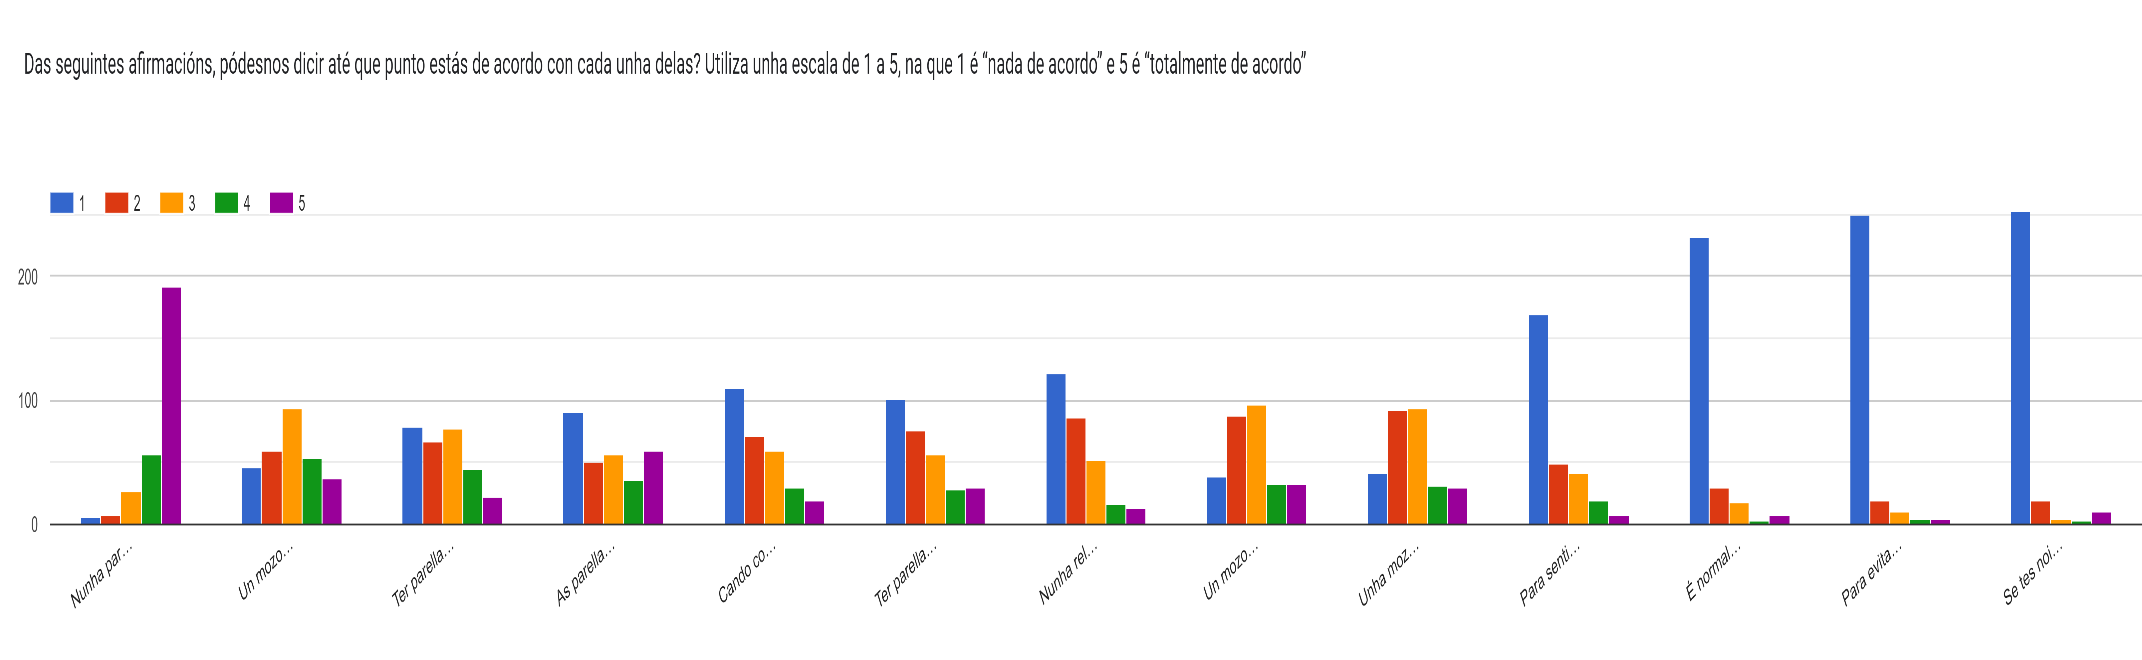 Das seguintes afirmacións, pódesnos dicir até que punto estás de acordo con cada unha delas? Utiliza unha escala de 1 a 5, na que 1 é “nada de acordo” e 5 é “totalmente de acordo”
1 2 3 4 5
200
100
0
Nunha par...
Un mozo...
Ter parella...
As parella...
Cando co...
Ter parella...
Nunha rel...
Un mozo...
Unha moz...
Para senti...
É normal...
Para evita...
Se tes noi...